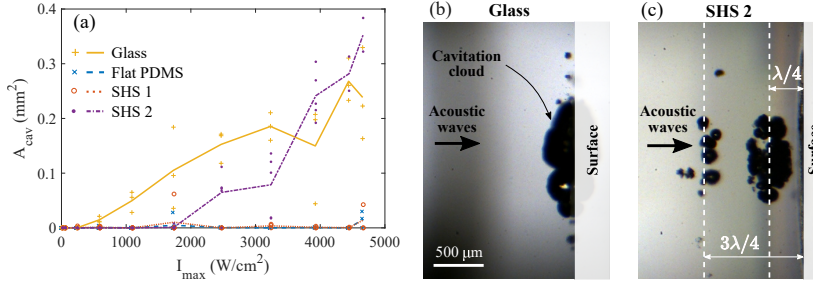 (a)
0.4
0.3
0.2
0.1
0
A_cav (mm²)
Glass
Flat PDMS
SHS 1
SHS 2
0 1000 2000 3000 4000 5000
I_max (W/cm²)
(b) Glass
Cavitation
cloud
Acoustic
waves
Surface
500 μm
(c) SHS 2
λ/4
Acoustic
waves
Surface
3λ/4